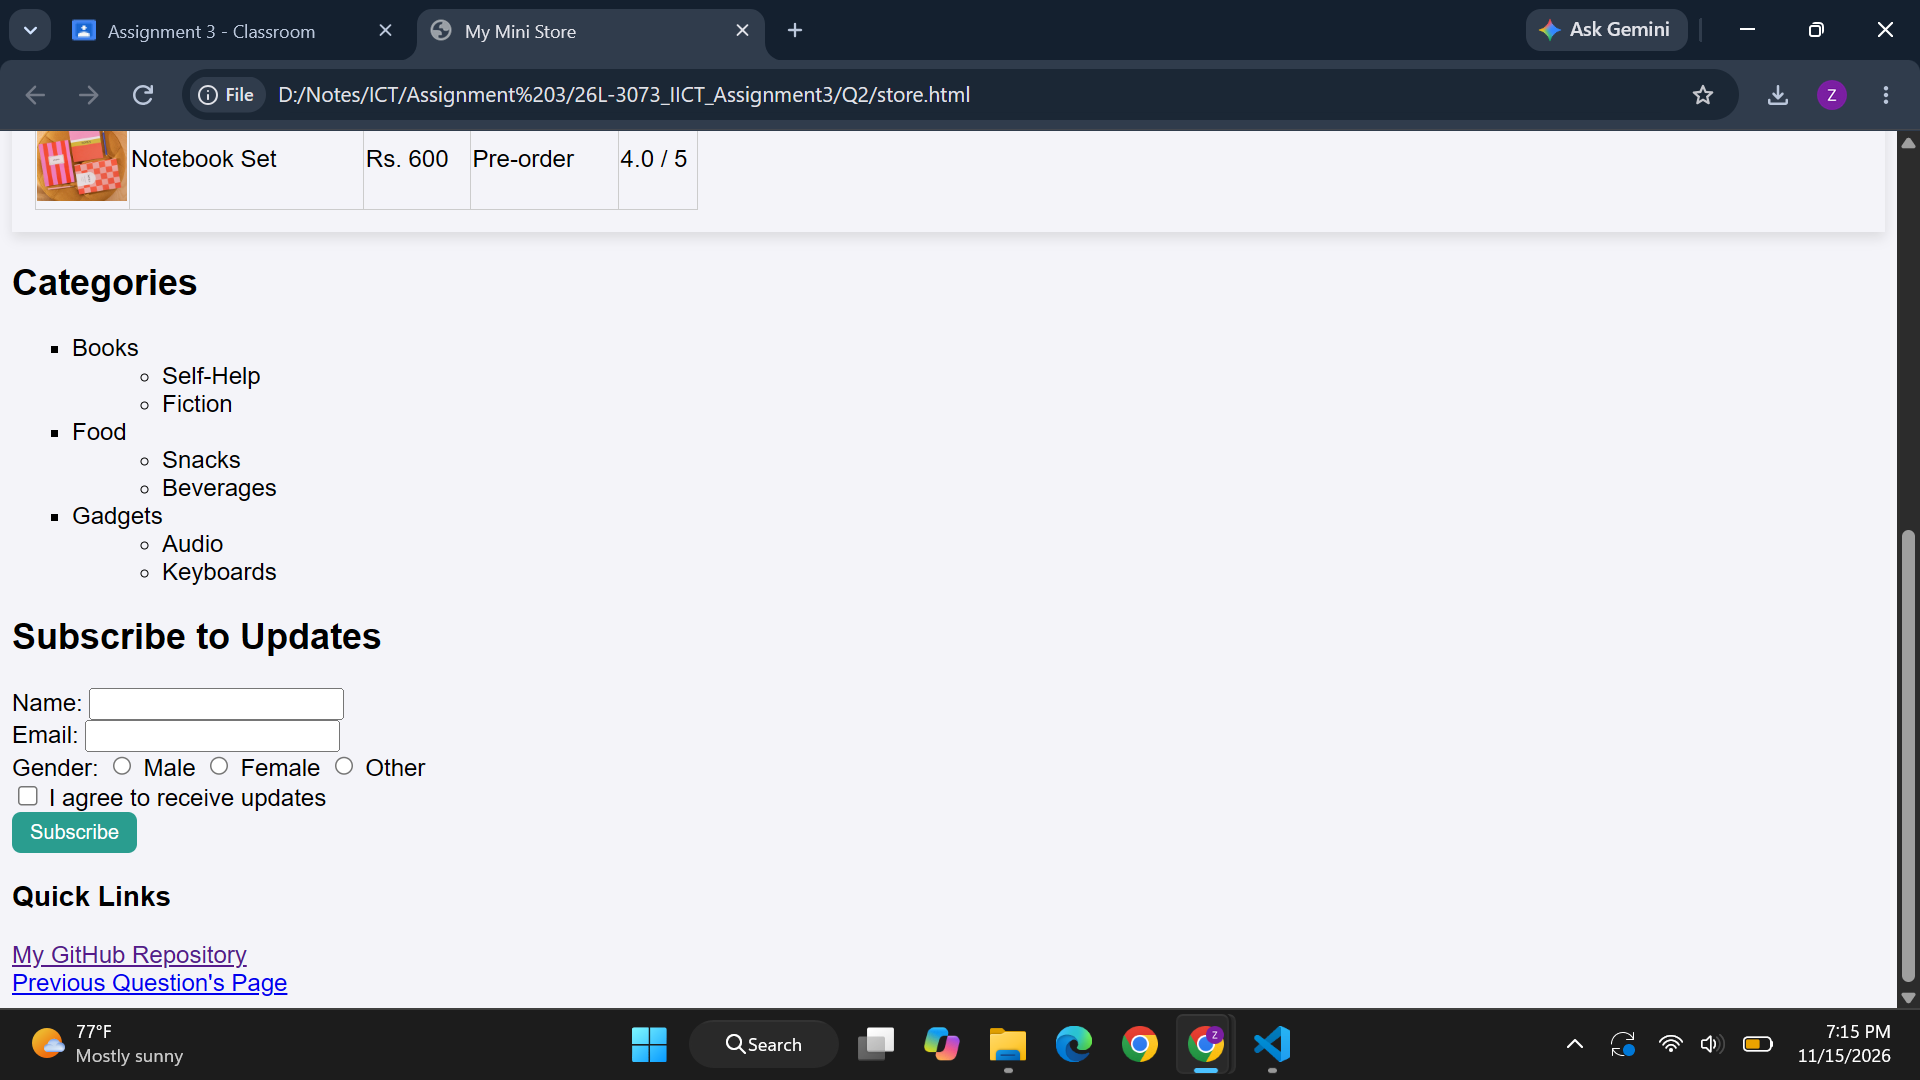 Assignment 3 - Classroom
My Mini Store
Ask Gemini
File
D:/Notes/ICT/Assignment%203/26L-3073_IICT_Assignment3/Q2/store.html
Z
Notebook Set Rs. 600 Pre-order 4.0 / 5
Categories
Books
Self-Help
Fiction
Food
Snacks
Beverages
Gadgets
Audio
Keyboards
Subscribe to Updates
Name:
Email:
Gender: Male Female Other
I agree to receive updates
Subscribe
Quick Links
My GitHub Repository
Previous Question's Page
77°F
Mostly sunny
Search
Z
7:15 PM
11/15/2026